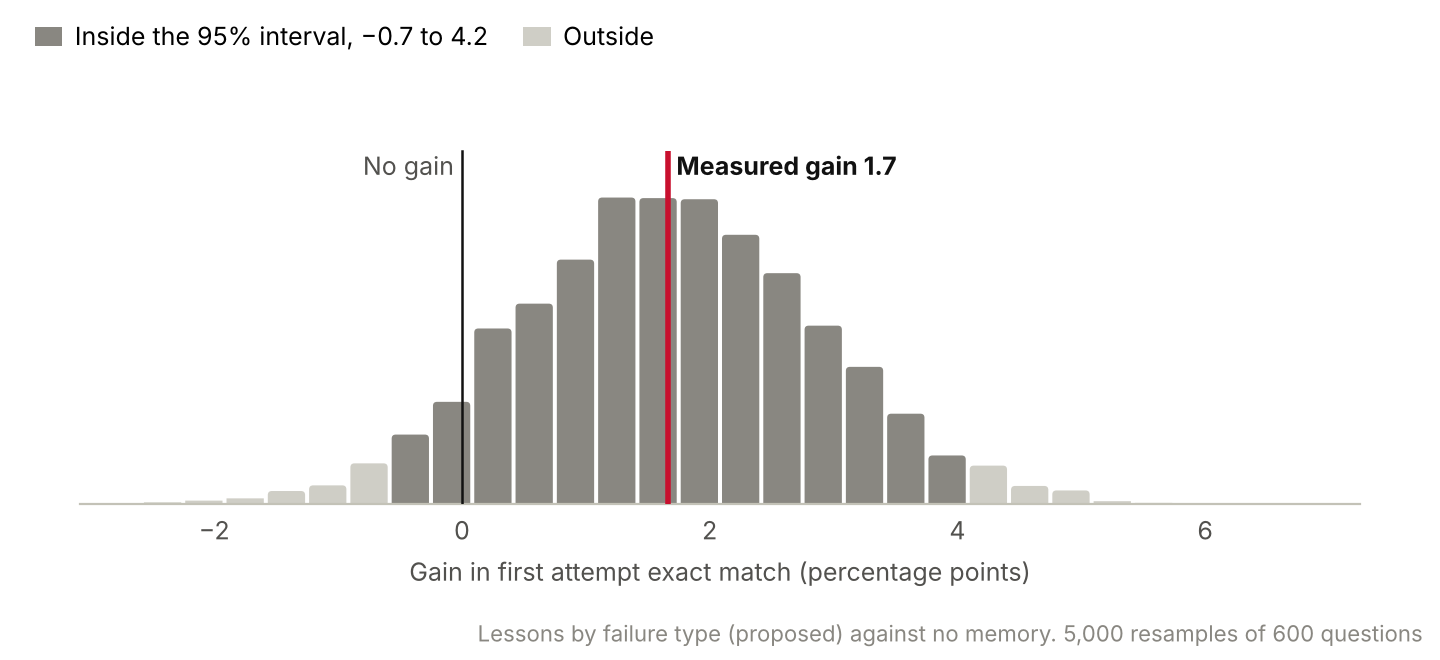 Inside the 95% interval, −0.7 to 4.2 Outside
No gain Measured gain 1.7
−2 0 2 4 6
Gain in first attempt exact match (percentage points)
Lessons by failure type (proposed) against no memory. 5,000 resamples of 600 questions